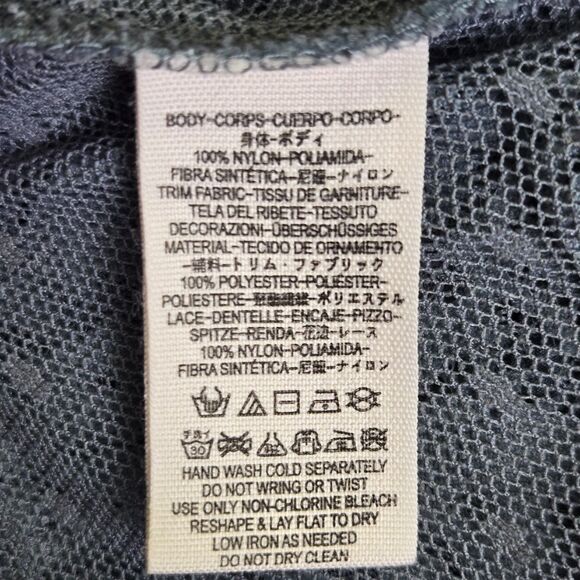 BODY-CORPS-CUERPO-CORPO-
身体-ボディ
100% NYLON-POLIAMIDA-
FIBRA SINTÉTICA-尼龍-ナイロン
TRIM FABRIC-TISSU DE GARNITURE-
TELA DEL RIBETE-TESSUTO
DECORAZIONI-ÜBERSCHÜSSIGES
MATERIAL-TECIDO DE ORNAMENTO
-辅料-トリム・ファブリック
100% POLYESTER-POLIÉSTER-
POLIESTERE-聚酯纖維-ポリエステル
LACE-DENTELLE-ENCAJE-PIZZO-
SPITZE-RENDA-花边-レース
100% NYLON-POLIAMIDA-
FIBRA SINTÉTICA-尼龍-ナイロン
手洗イ
30
HAND WASH COLD SEPARATELY
DO NOT WRING OR TWIST
USE ONLY NON-CHLORINE BLEACH
RESHAPE & LAY FLAT TO DRY
LOW IRON AS NEEDED
DO NOT DRY CLEAN